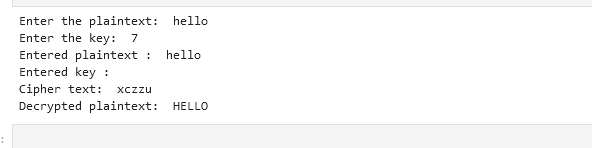 Enter the plaintext:  hello
Enter the key:  7
Entered plaintext :  hello
Entered key :
Cipher text:  xczzu
Decrypted plaintext:  HELLO
: